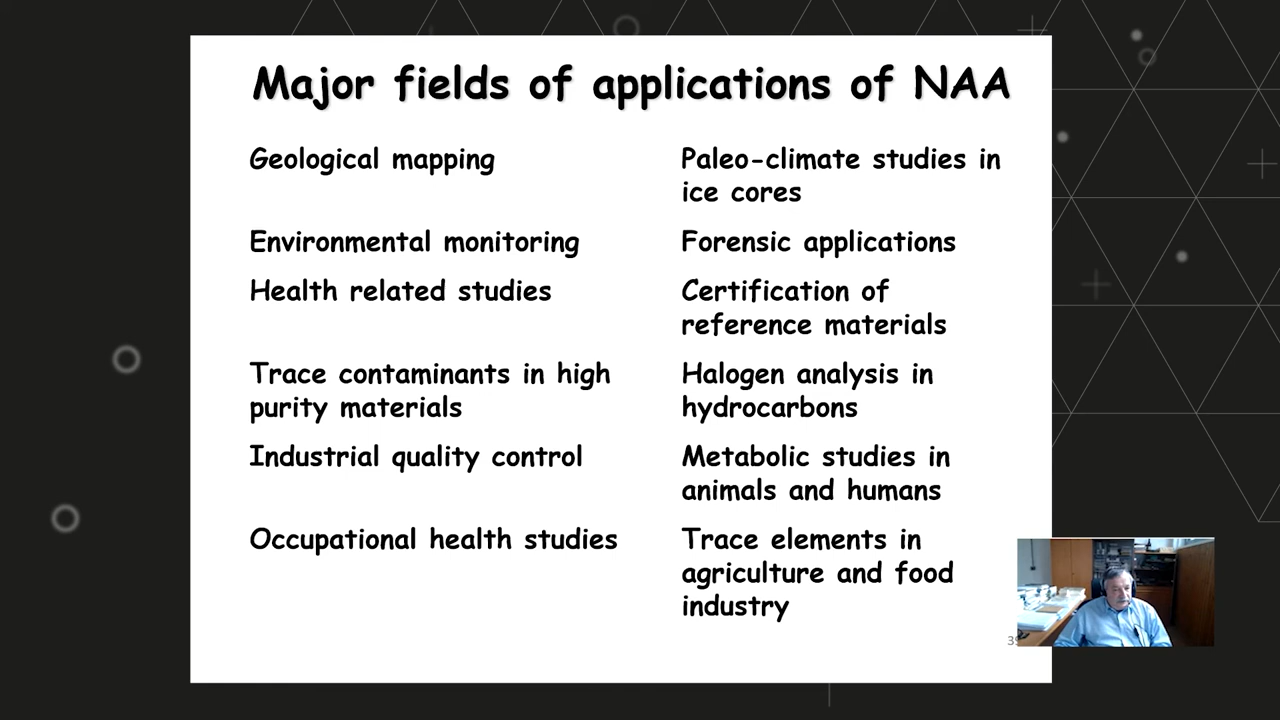 Major fields of applications of NAA
Geological mapping
Paleo-climate studies in
ice cores
Environmental monitoring
Forensic applications
Health related studies
Certification of
reference materials
Trace contaminants in high
purity materials
Halogen analysis in
hydrocarbons
Industrial quality control
Metabolic studies in
animals and humans
Occupational health studies
Trace elements in
agriculture and food
industry